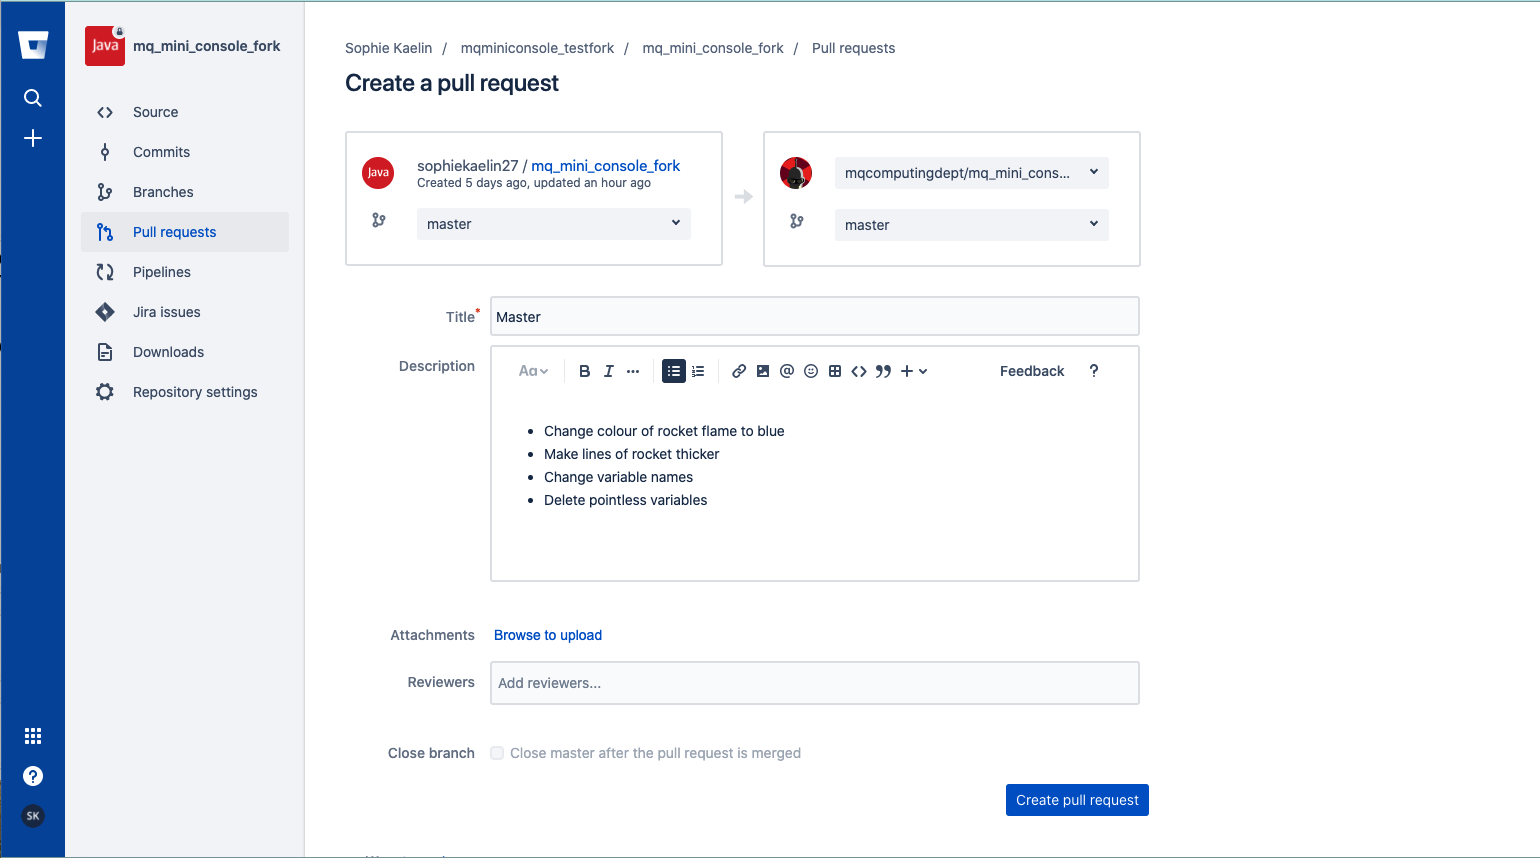 Java
mq_mini_console_fork
Source
Commits
Branches
Pull requests
Pipelines
Jira issues
Downloads
Repository settings
SK
Sophie Kaelin / mqminiconsole_testfork / mq_mini_console_fork / Pull requests
Create a pull request
Java
sophiekaelin27 / mq_mini_console_fork
Created 5 days ago, updated an hour ago
master
mqcomputingdept/mq_mini_cons...
master
Title*
Master
Description
Aa B I ••• @ <> + Feedback ?
• Change colour of rocket flame to blue
• Make lines of rocket thicker
• Change variable names
• Delete pointless variables
Attachments Browse to upload
Reviewers Add reviewers...
Close branch Close master after the pull request is merged
Create pull request